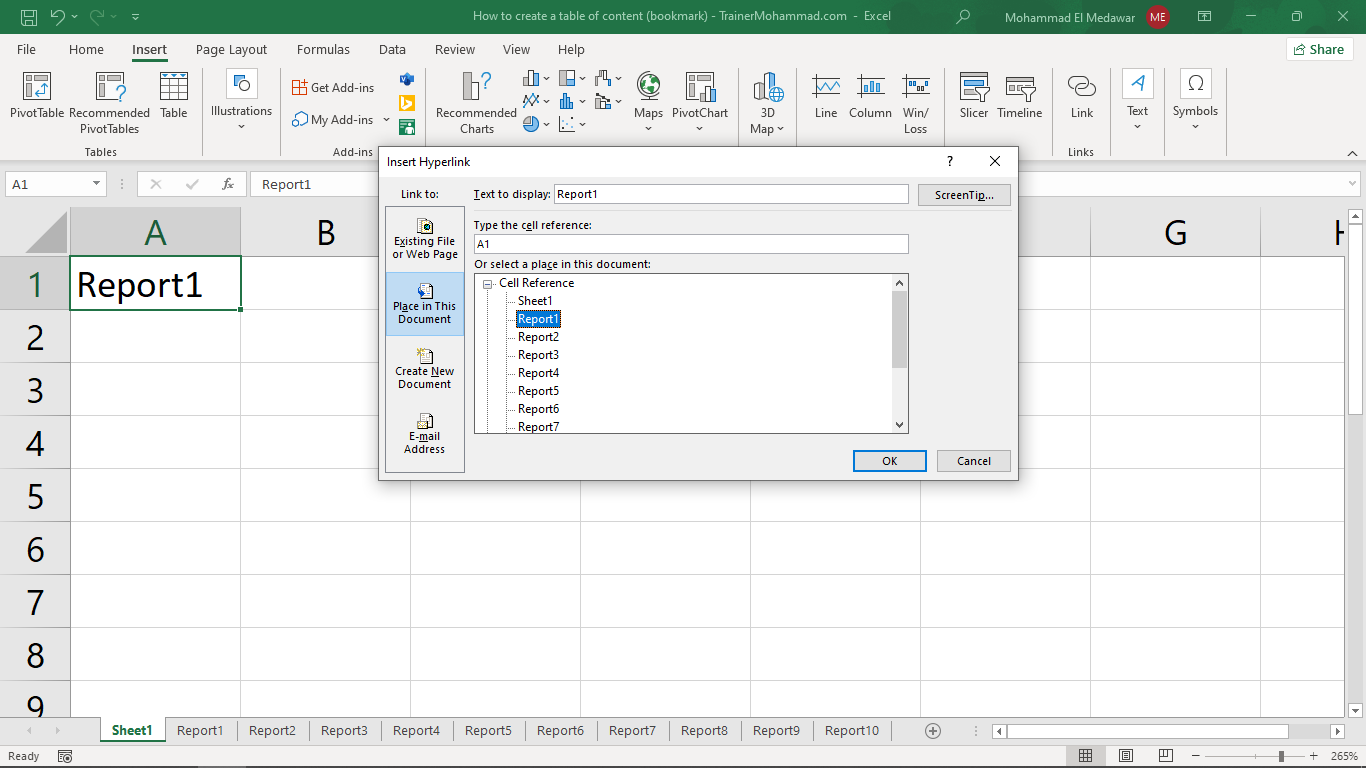 How to create a table of content (bookmark) - TrainerMohammad.com - Excel
Mohammad El Medawar ME
File Home Insert Page Layout Formulas Data Review View Help Share
PivotTable
Recommended
PivotTables
Table
Tables
Illustrations
Get Add-ins
My Add-ins
Add-ins
Recommended
Charts
Maps
PivotChart
3D
Map
Line
Column
Win/
Loss
Slicer
Timeline
Link
Links
Text
Symbols
A1
fx
Report1
Insert Hyperlink
?
Link to:
Text to display: Report1
ScreenTip...
Existing File
or Web Page
Place in This
Document
Create New
Document
E-mail
Address
Type the cell reference:
A1
Or select a place in this document:
Cell Reference
Sheet1
Report1
Report2
Report3
Report4
Report5
Report6
Report7
OK Cancel
A B G H
1 Report1
2
3
4
5
6
7
8
9
Sheet1 Report1 Report2 Report3 Report4 Report5 Report6 Report7 Report8 Report9 Report10
Ready
265%